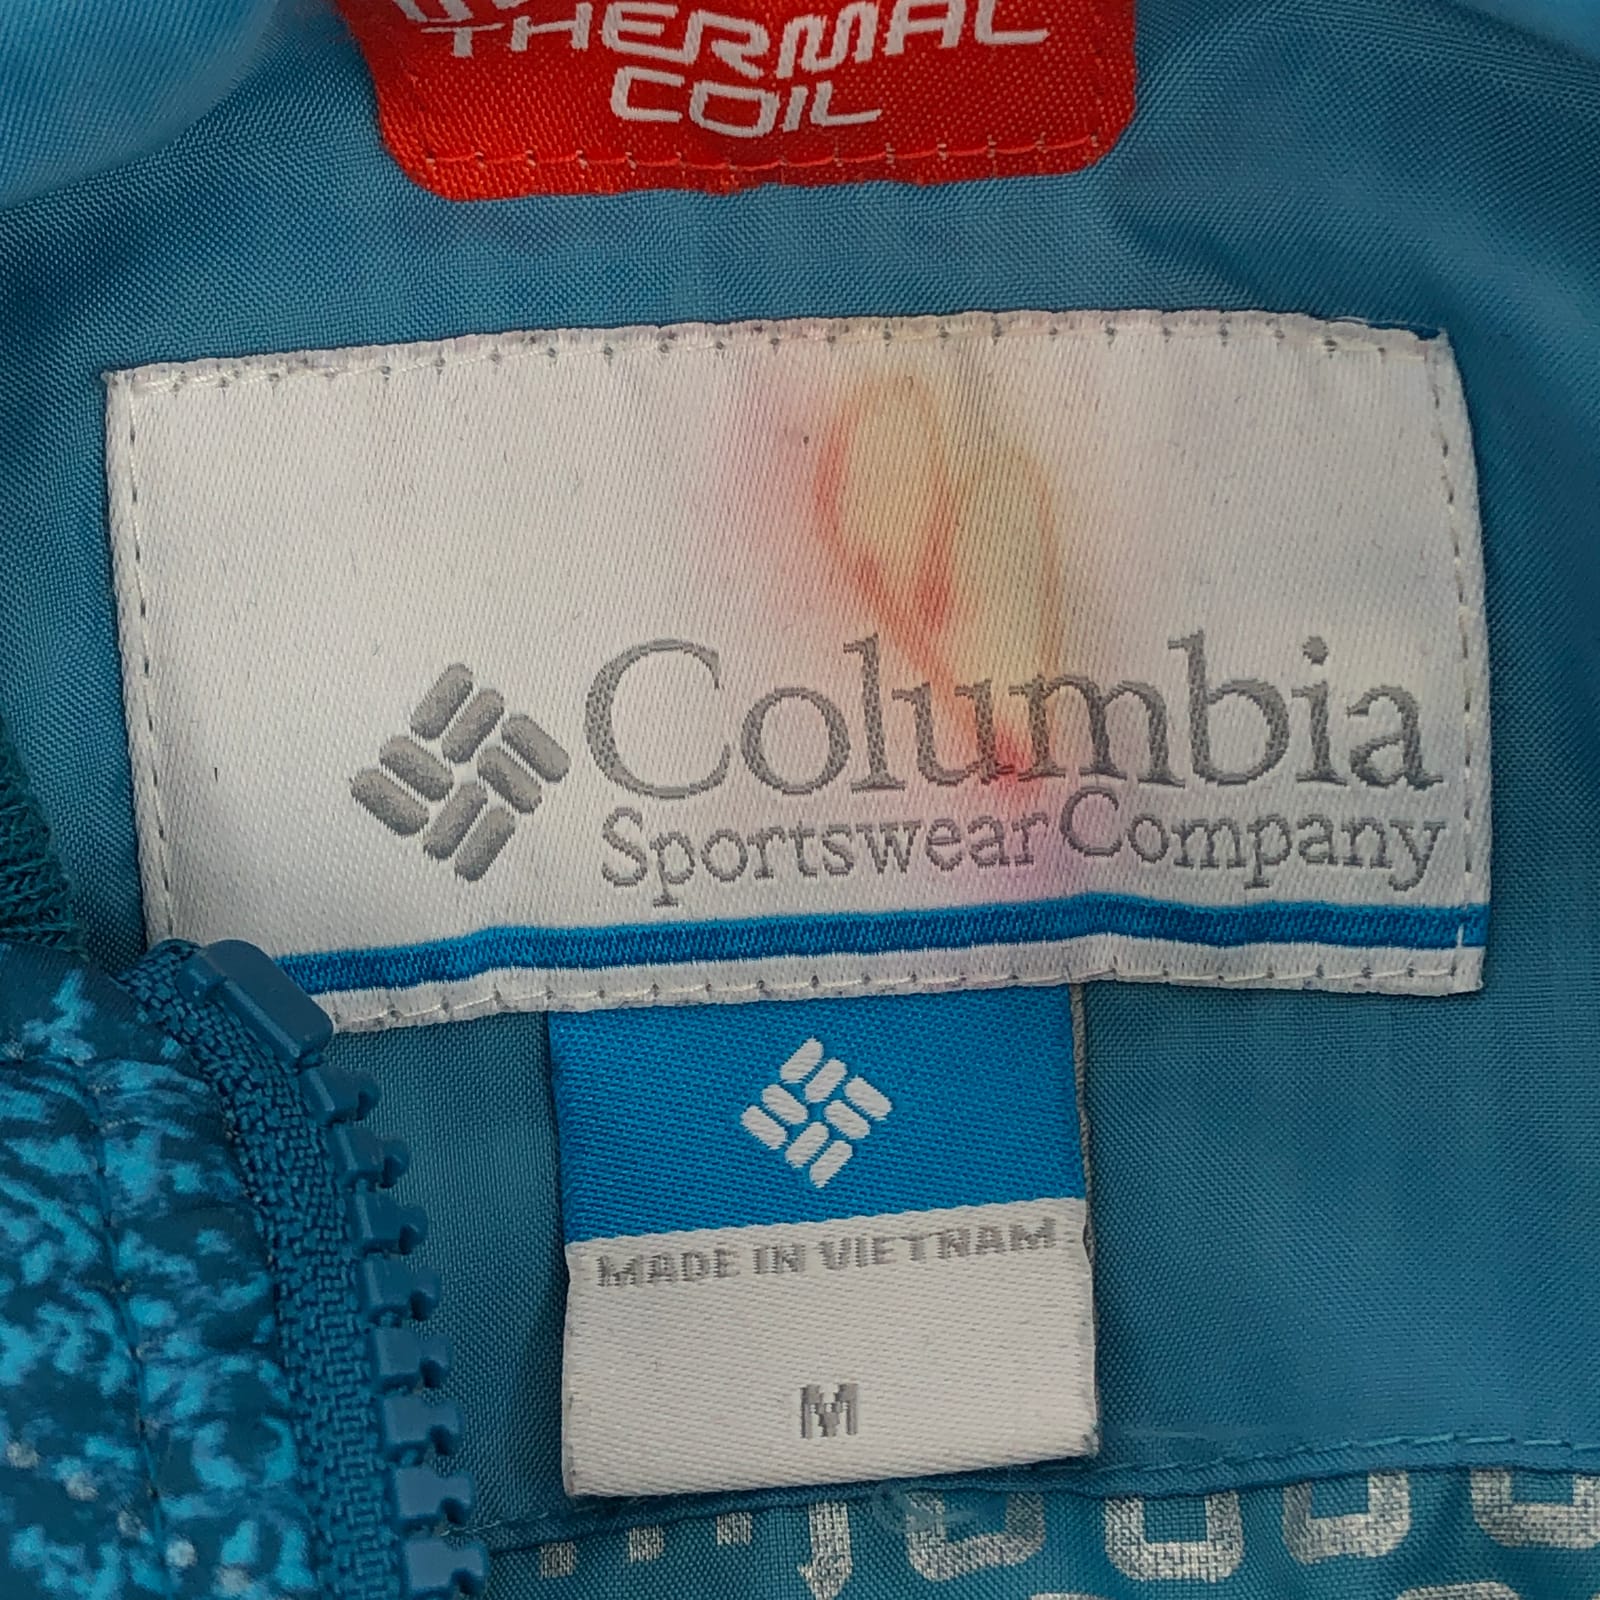 THERMAL
COIL
Columbia
Sportswear Company
MADE IN VIETNAM
M